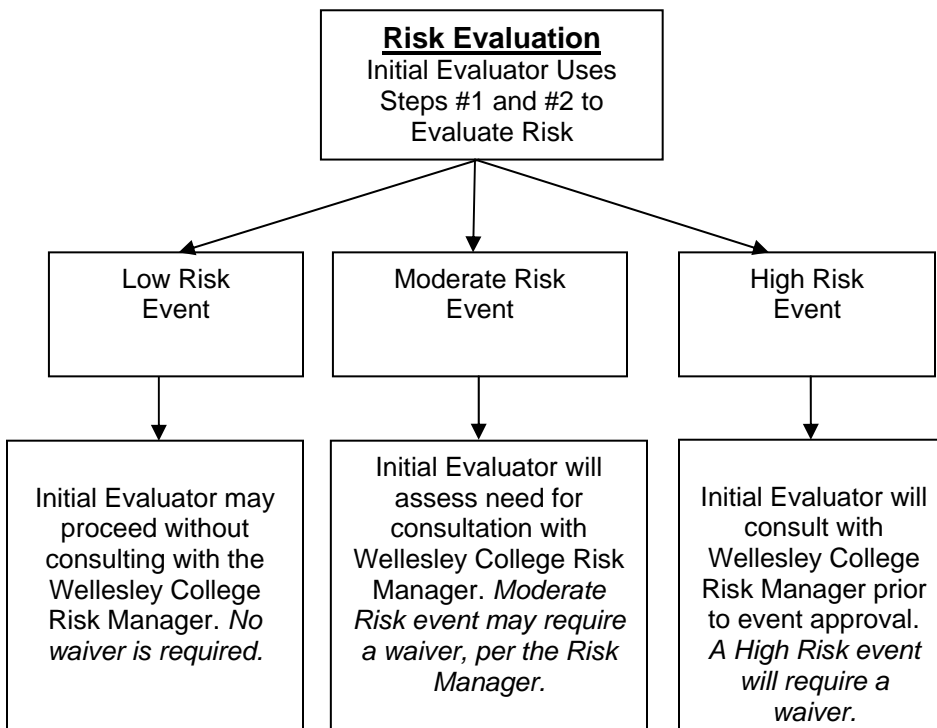 Risk Evaluation
Initial Evaluator Uses
Steps #1 and #2 to
Evaluate Risk
Low Risk
Event
Moderate Risk
Event
High Risk
Event
Initial Evaluator may
proceed without
consulting with the
Wellesley College
Risk Manager. No
waiver is required.
Initial Evaluator will
assess need for
consultation with
Wellesley College Risk
Manager. Moderate
Risk event may require
a waiver, per the Risk
Manager.
Initial Evaluator will
consult with
Wellesley College
Risk Manager prior
to event approval.
A High Risk event
will require a
waiver.